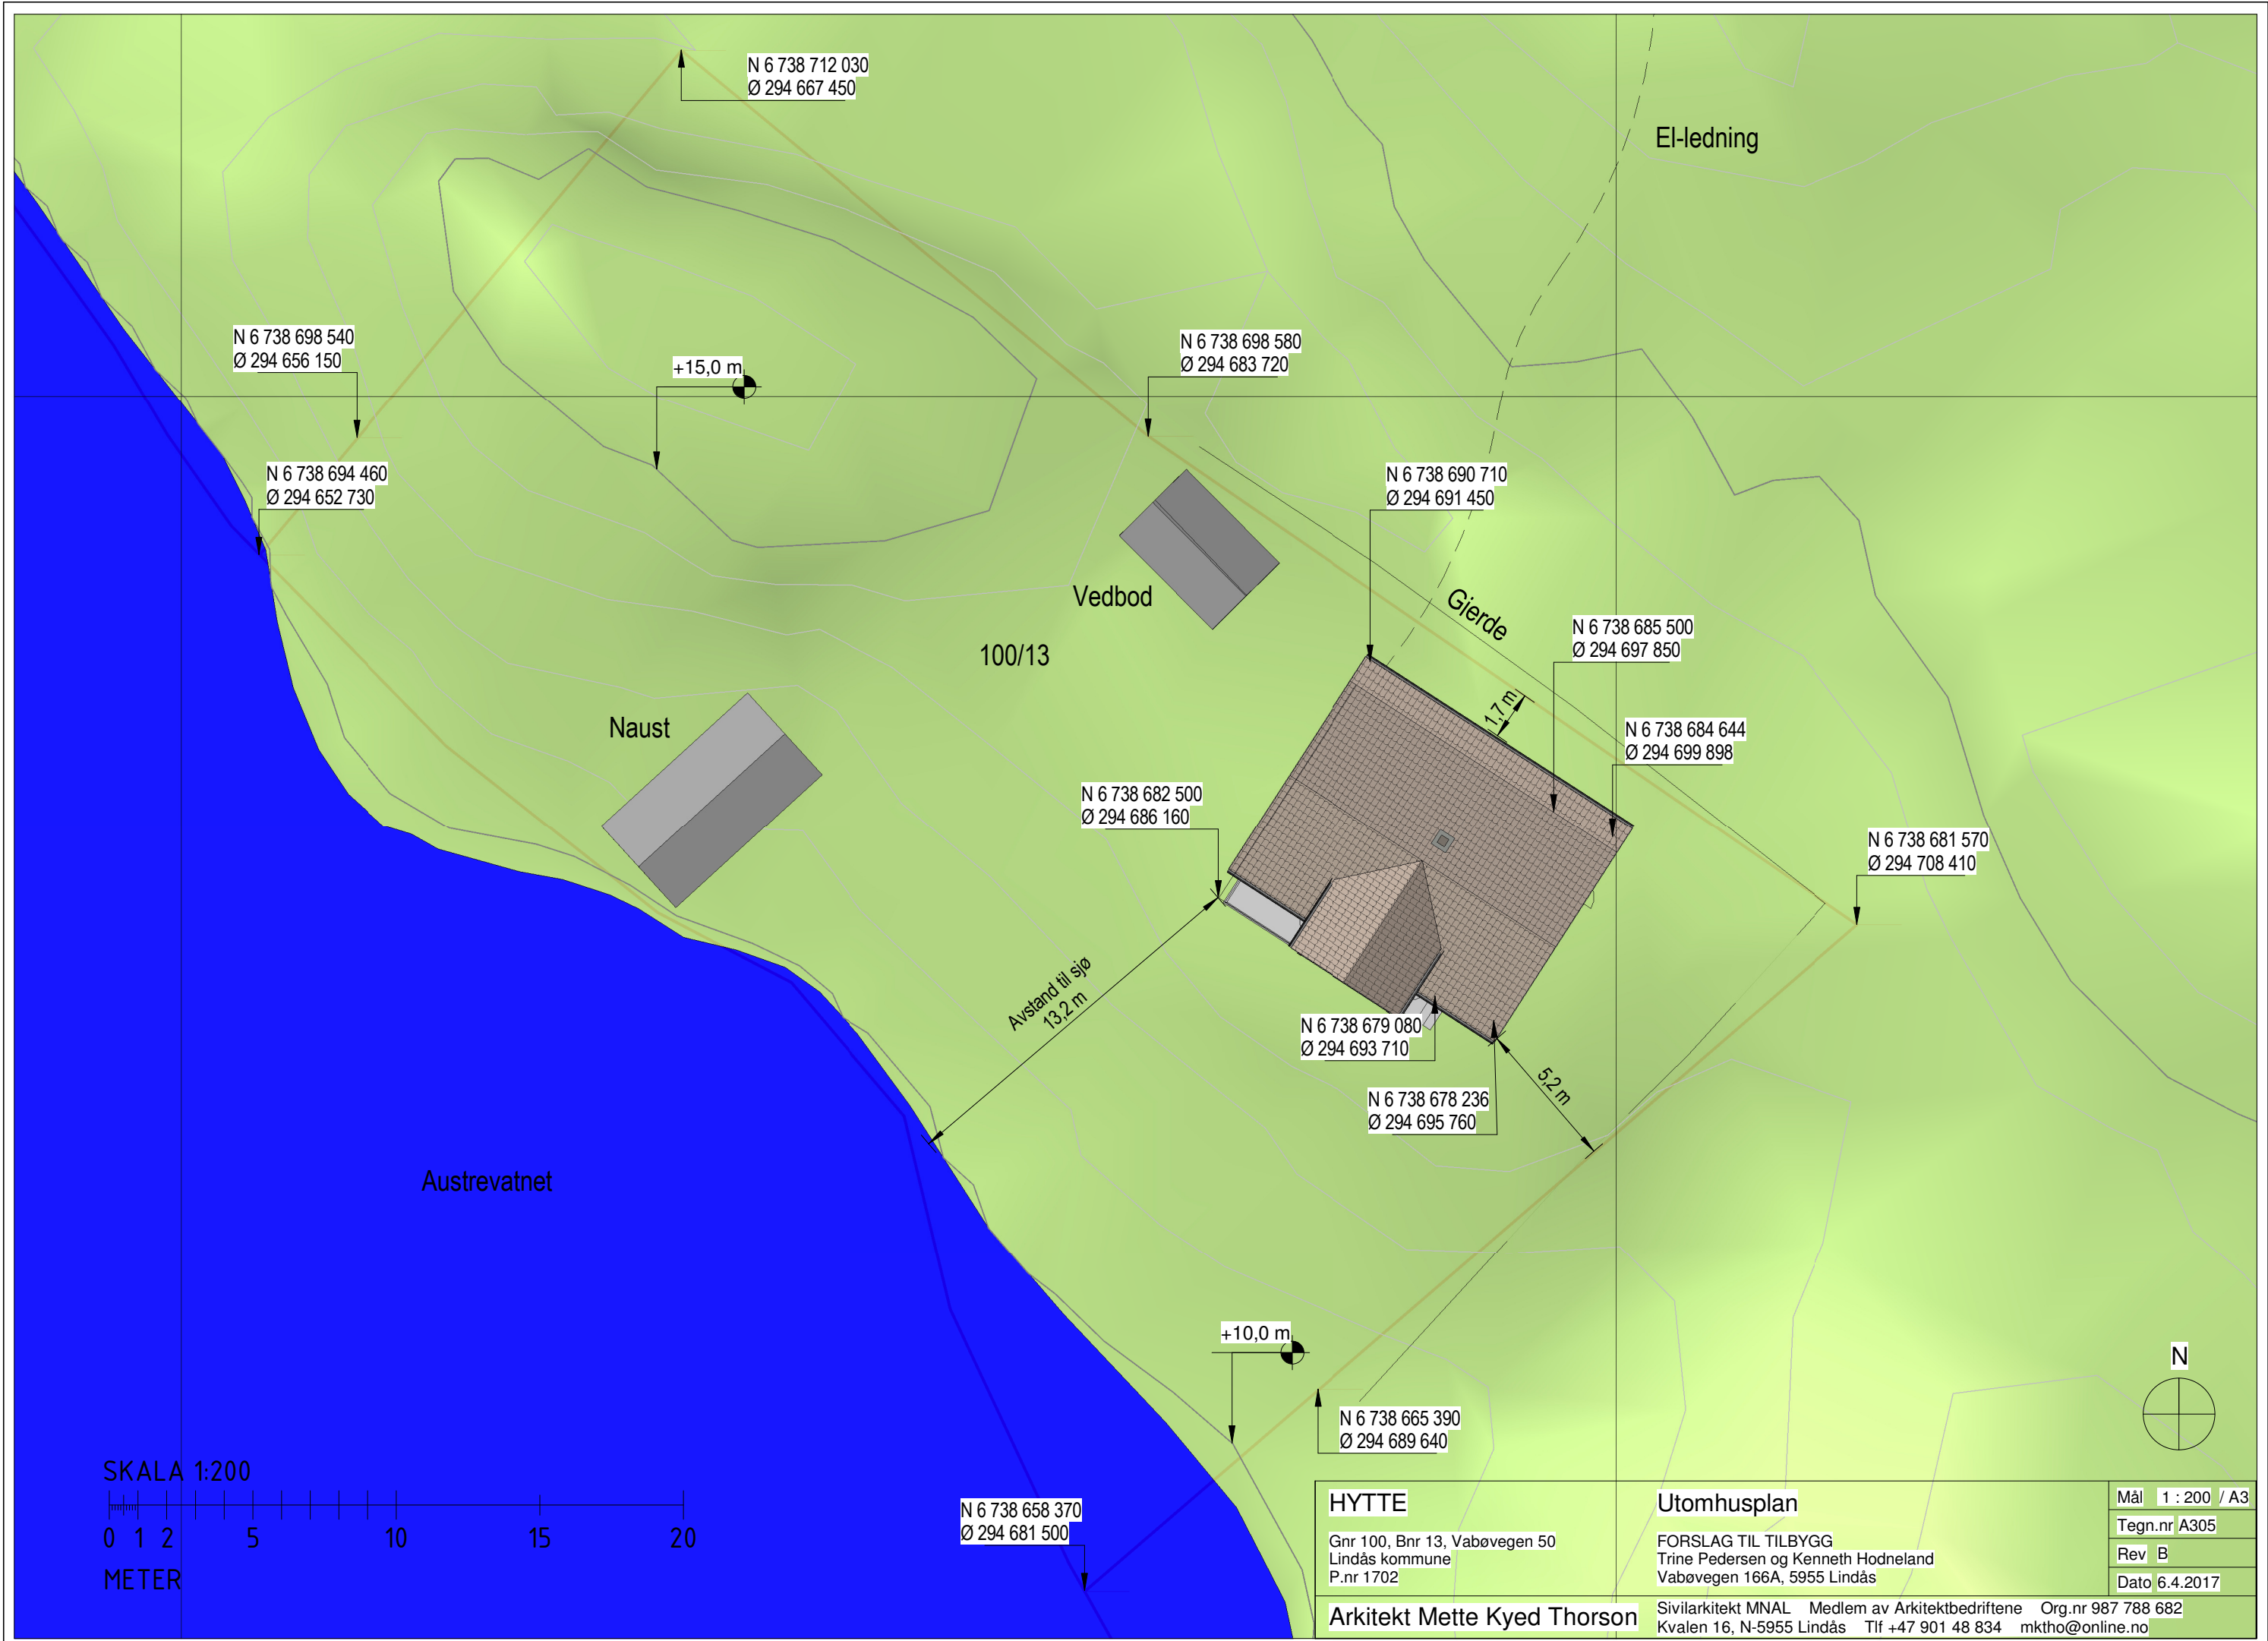 N 6 738 712 030
Ø 294 667 450
El-ledning
N 6 738 698 540
Ø 294 656 150
N 6 738 698 580
Ø 294 683 720
+15,0 m
N 6 738 694 460
Ø 294 652 730
N 6 738 690 710
Ø 294 691 450
Vedbod
Gjerde
100/13
N 6 738 685 500
Ø 294 697 850
1,7 m
Naust
N 6 738 684 644
Ø 294 699 898
N 6 738 682 500
Ø 294 686 160
N 6 738 681 570
Ø 294 708 410
Avstand til sjø
13,2 m
N 6 738 679 080
Ø 294 693 710
5,2 m
N 6 738 678 236
Ø 294 695 760
Austrevatnet
+10,0 m
N
N 6 738 665 390
Ø 294 689 640
SKALA 1:200
0 1 2 5 10 15 20
METER
N 6 738 658 370
Ø 294 681 500
HYTTE
Gnr 100, Bnr 13, Vabøvegen 50
Lindås kommune
P.nr 1702
Utomhusplan
FORSLAG TIL TILBYGG
Trine Pedersen og Kenneth Hodneland
Vabøvegen 166A, 5955 Lindås
Mål 1 : 200 / A3
Tegn.nr A305
Rev B
Dato 6.4.2017
Arkitekt Mette Kyed Thorson
Sivilarkitekt MNAL Medlem av Arkitektbedriftene Org.nr 987 788 682
Kvalen 16, N-5955 Lindås Tlf +47 901 48 834 mktho@online.no